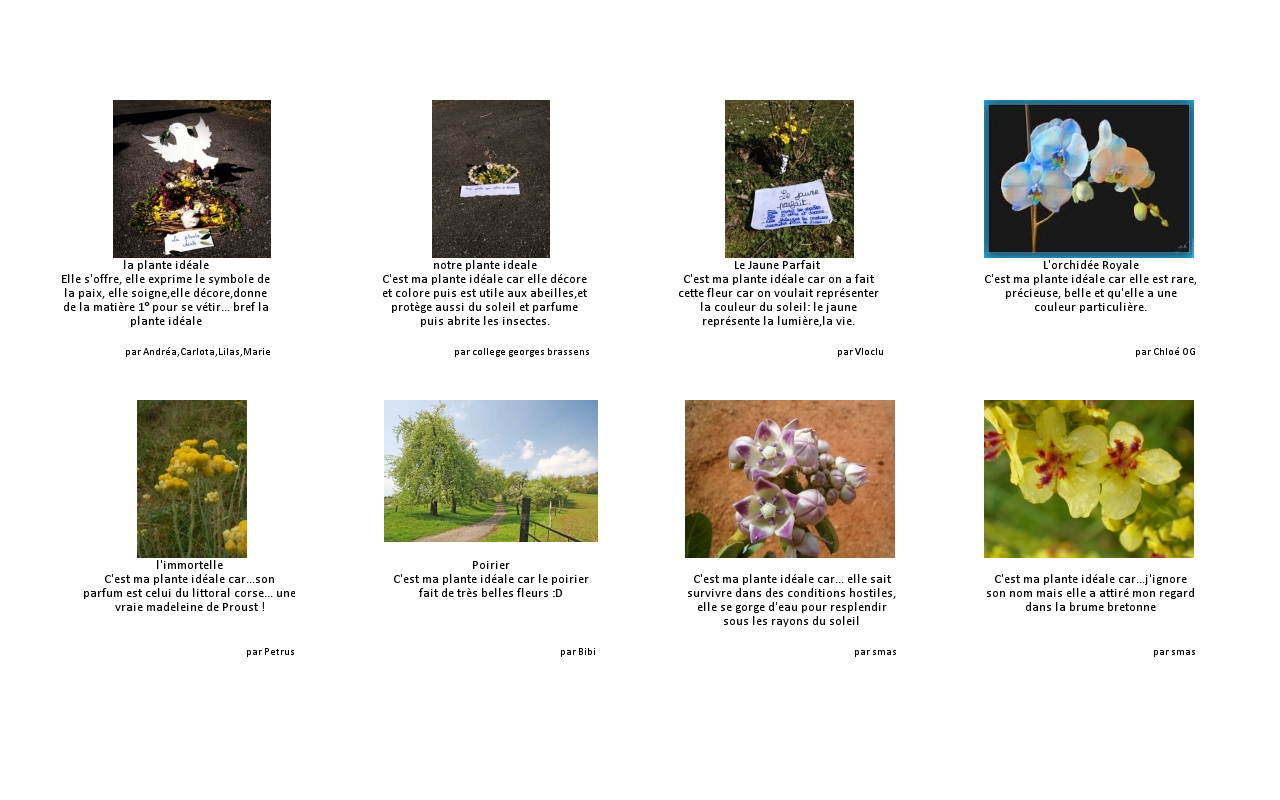 la plante idéale
Elle s'offre, elle exprime le symbole de
la paix, elle soigne,elle décore,donne
de la matière 1° pour se vétir... bref la
plante idéale
par Andréa,Carlota,Lilas,Marie
notre plante ideale
C'est ma plante idéale car elle décore
et colore puis est utile aux abeilles,et
protège aussi du soleil et parfume
puis abrite les insectes.
par college georges brassens
Le jaune
parfait.
Le Jaune Parfait
C'est ma plante idéale car on a fait
cette fleur car on voulait représenter
la couleur du soleil: le jaune
représente la lumière,la vie.
par Vloclu
L'orchidée Royale
C'est ma plante idéale car elle est rare,
précieuse, belle et qu'elle a une
couleur particulière.
par Chloé OG
l'immortelle
C'est ma plante idéale car...son
parfum est celui du littoral corse... une
vraie madeleine de Proust !
par Petrus
Poirier
C'est ma plante idéale car le poirier
fait de très belles fleurs :D
par Bibi
C'est ma plante idéale car... elle sait
survivre dans des conditions hostiles,
elle se gorge d'eau pour resplendir
sous les rayons du soleil
par smas
C'est ma plante idéale car...j'ignore
son nom mais elle a attiré mon regard
dans la brume bretonne
par smas